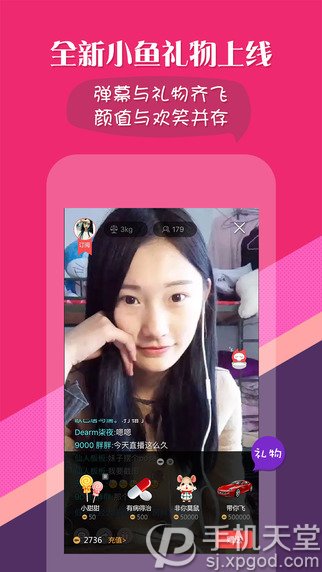 全新小鱼礼物上线
弹幕与礼物齐飞
颜值与欢笑并存
3kg
179
订阅
Dearm柒夜:嗯嗯
9000 胖胖:今天直播这么久
礼物
小甜甜
有病得治
非你莫鼠
带你飞
2736 充值>
手机天堂
sj.xpgod.com